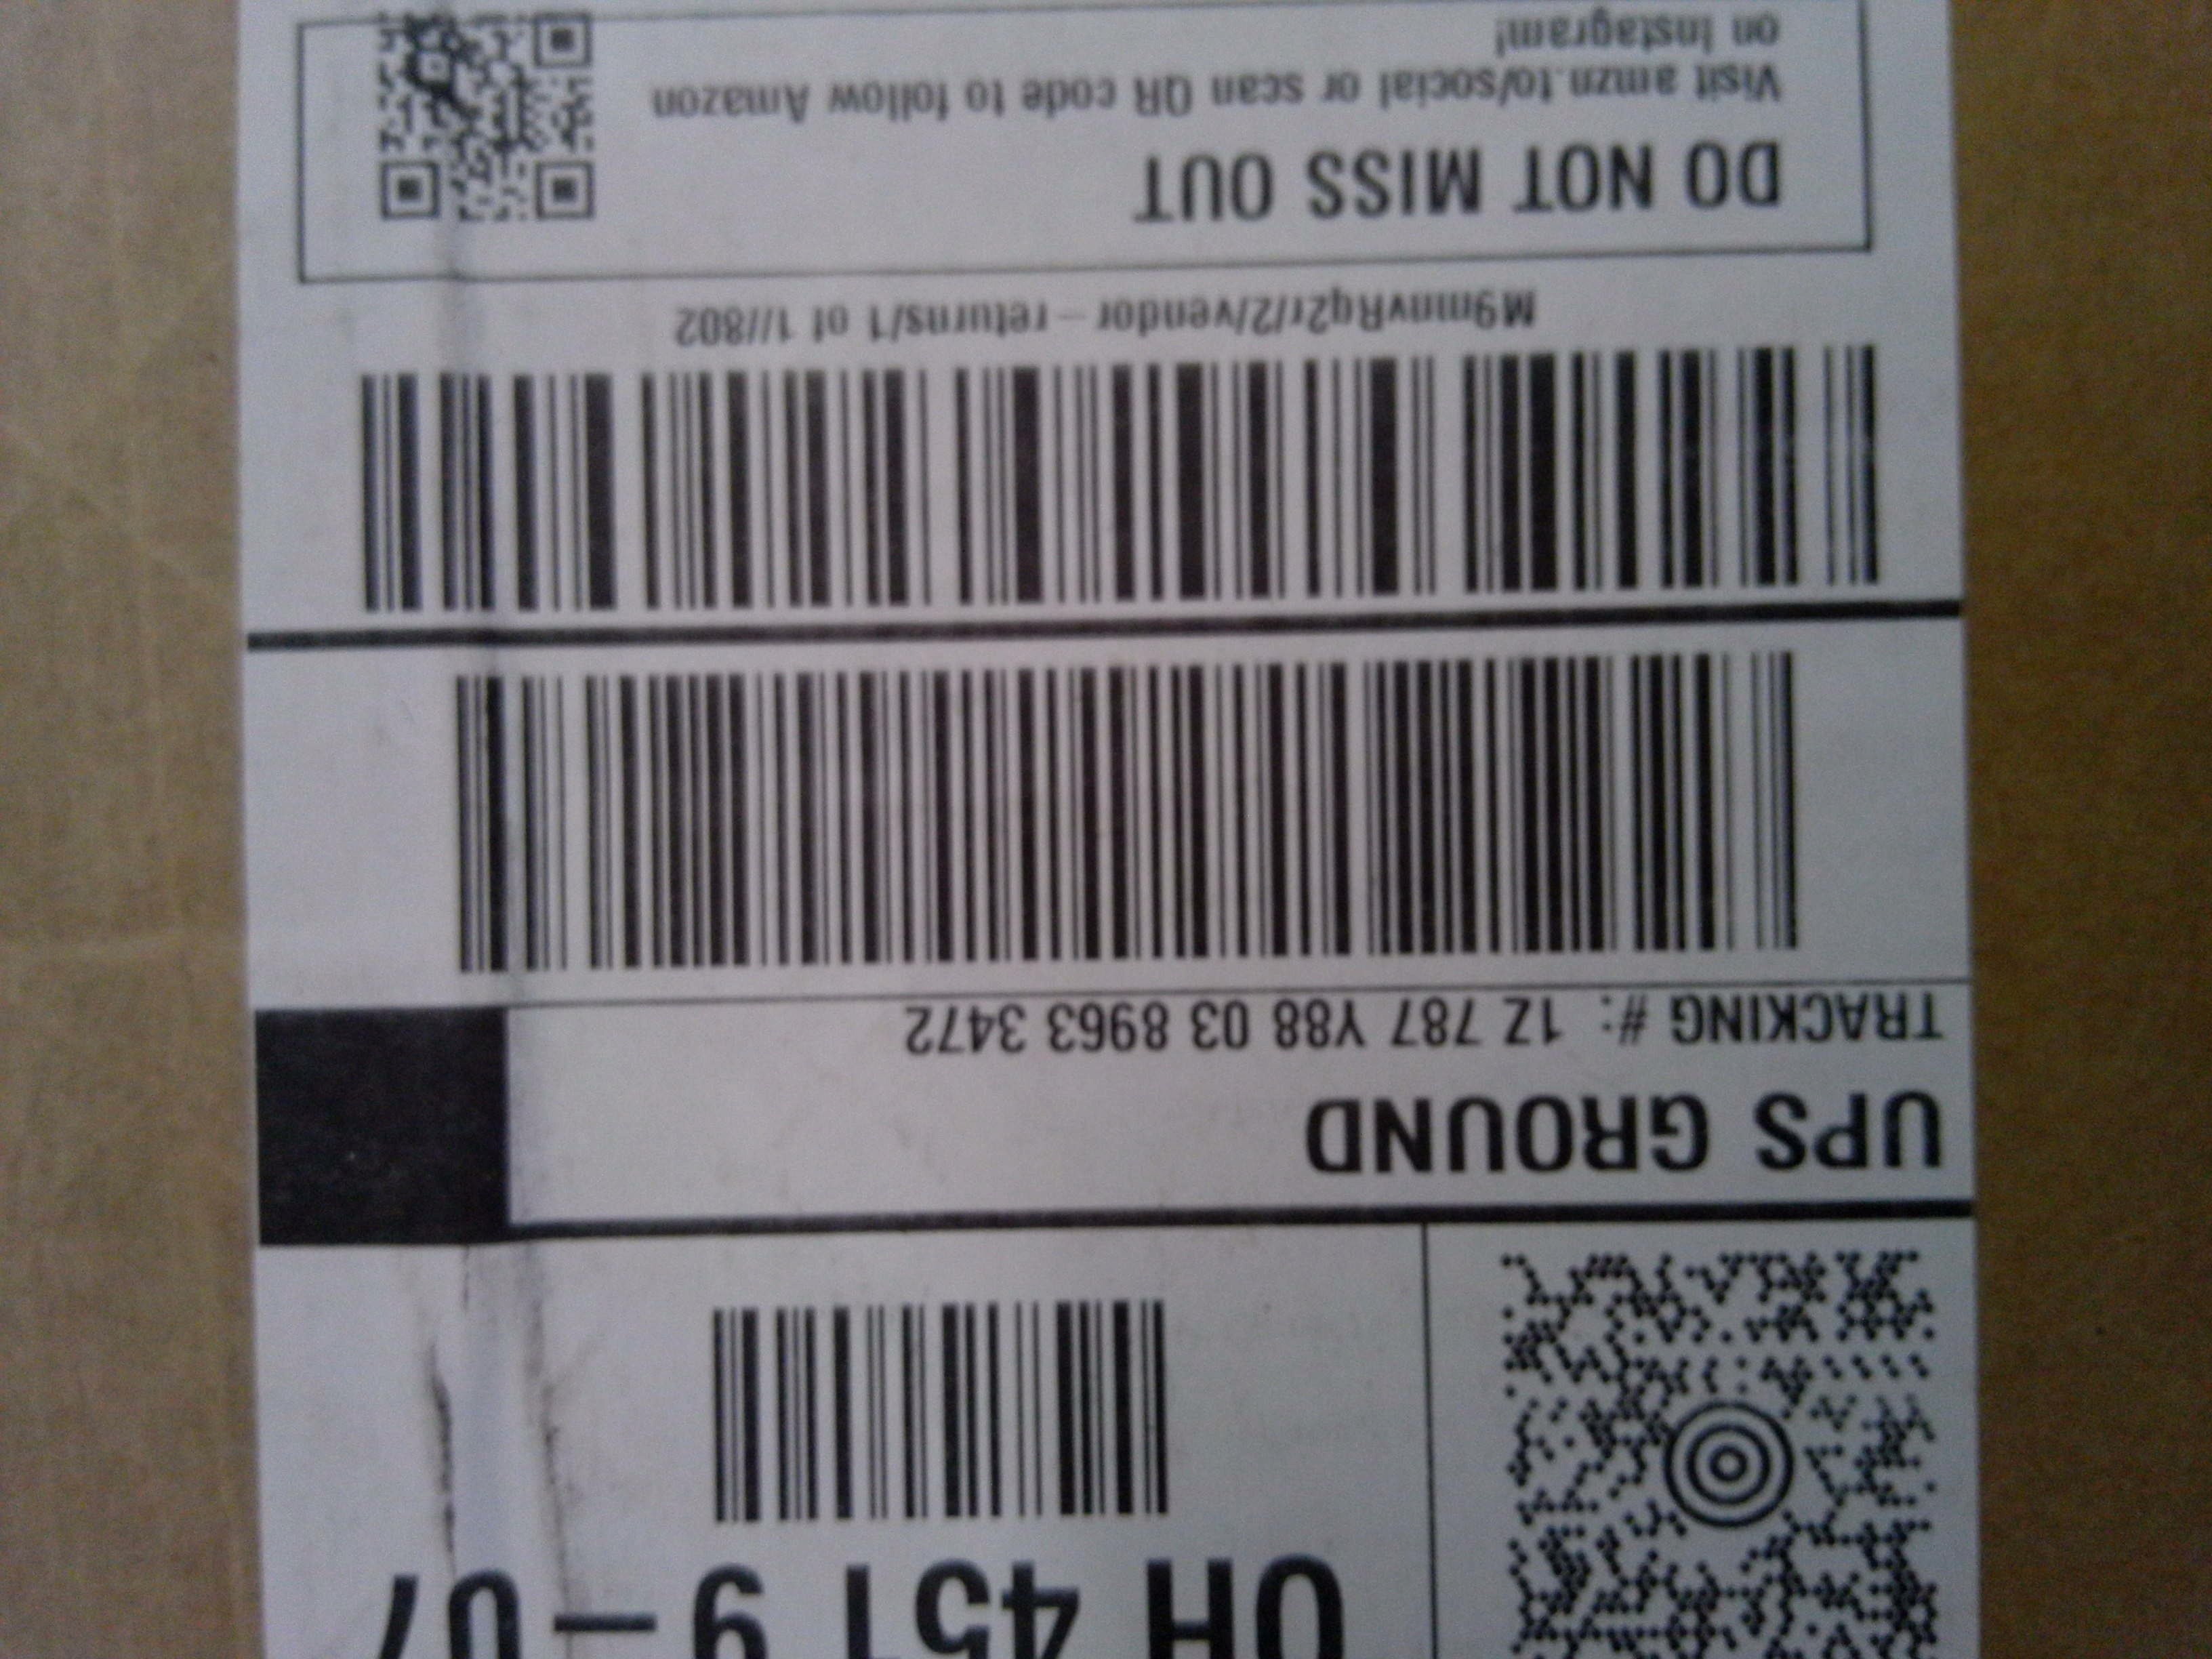 OH 451 9-07
UPS GROUND
TRACKING #: 1Z 787 Y88 03 8963 3472
M9mnvRq2r/2/vendor-returns/1 of 1//802
DO NOT MISS OUT
Visit amzn.to/social or scan QR code to follow Amazon
on Instagram!